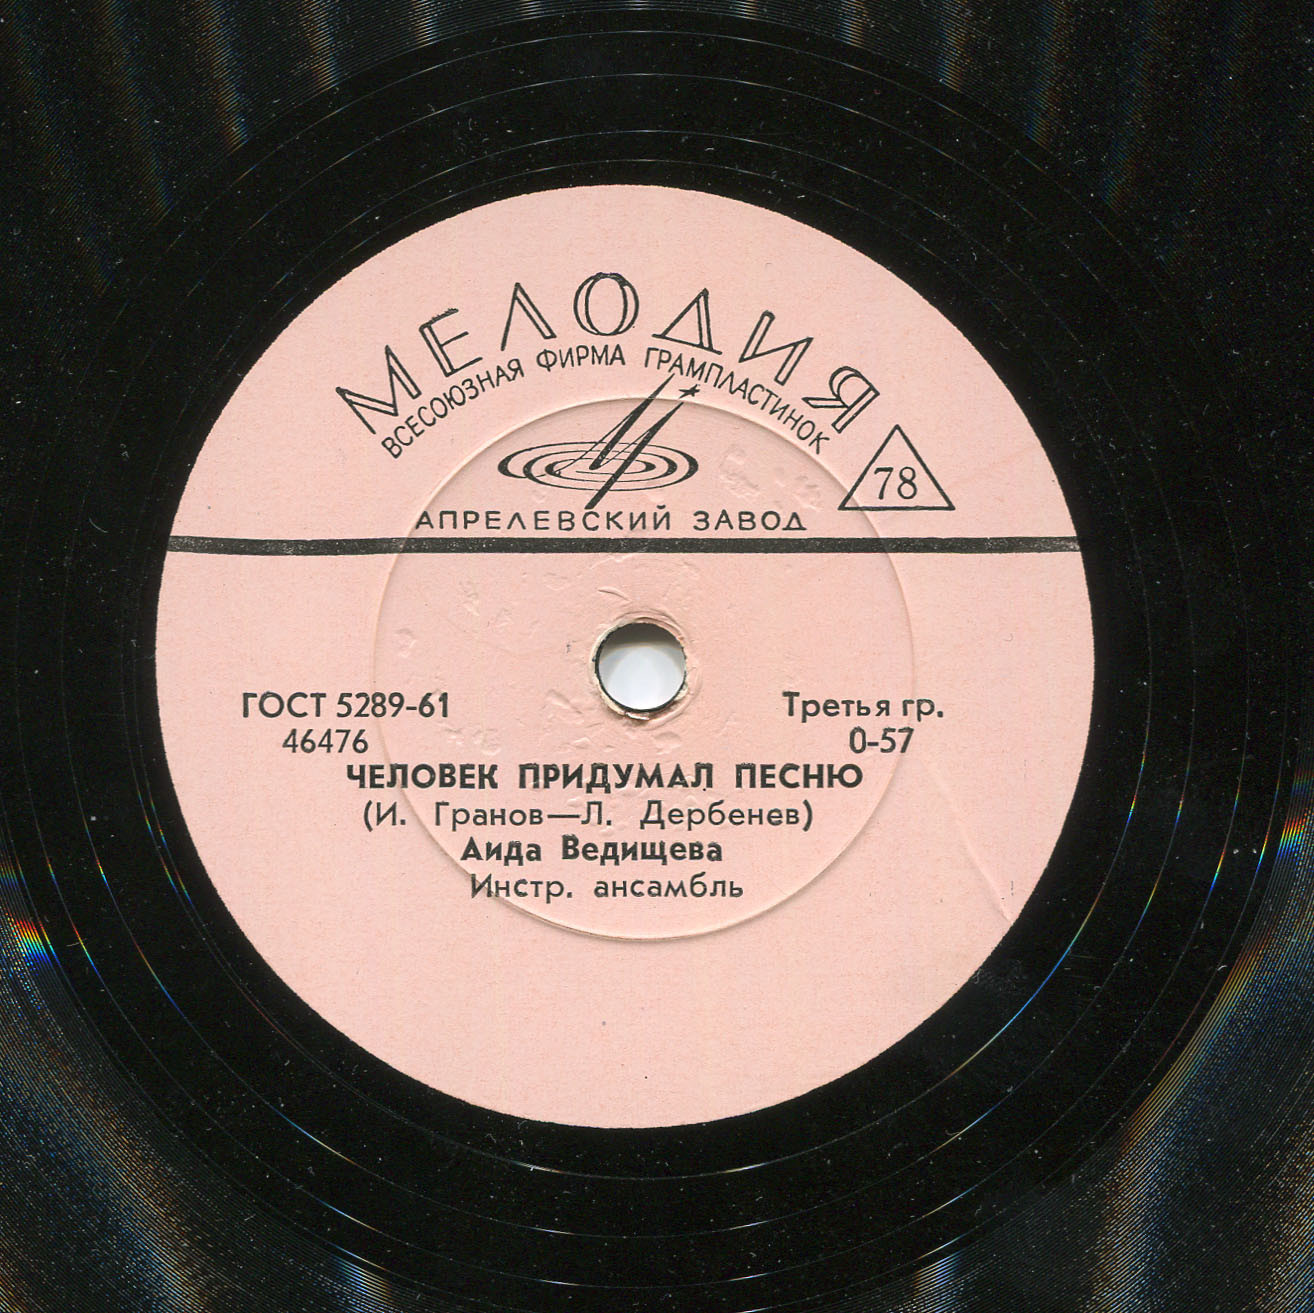 МЕЛОДИЯ
ВСЕСОЮЗНАЯ ФИРМА ГРАМПЛАСТИНОК
78
АПРЕЛЕВСКИЙ ЗАВОД
ГОСТ 5289-61
Третья гр.
46476
0-57
ЧЕЛОВЕК ПРИДУМАЛ ПЕСНЮ
(И. Гранов—Л. Дербенев)
Аида Ведищева
Инстр. ансамбль